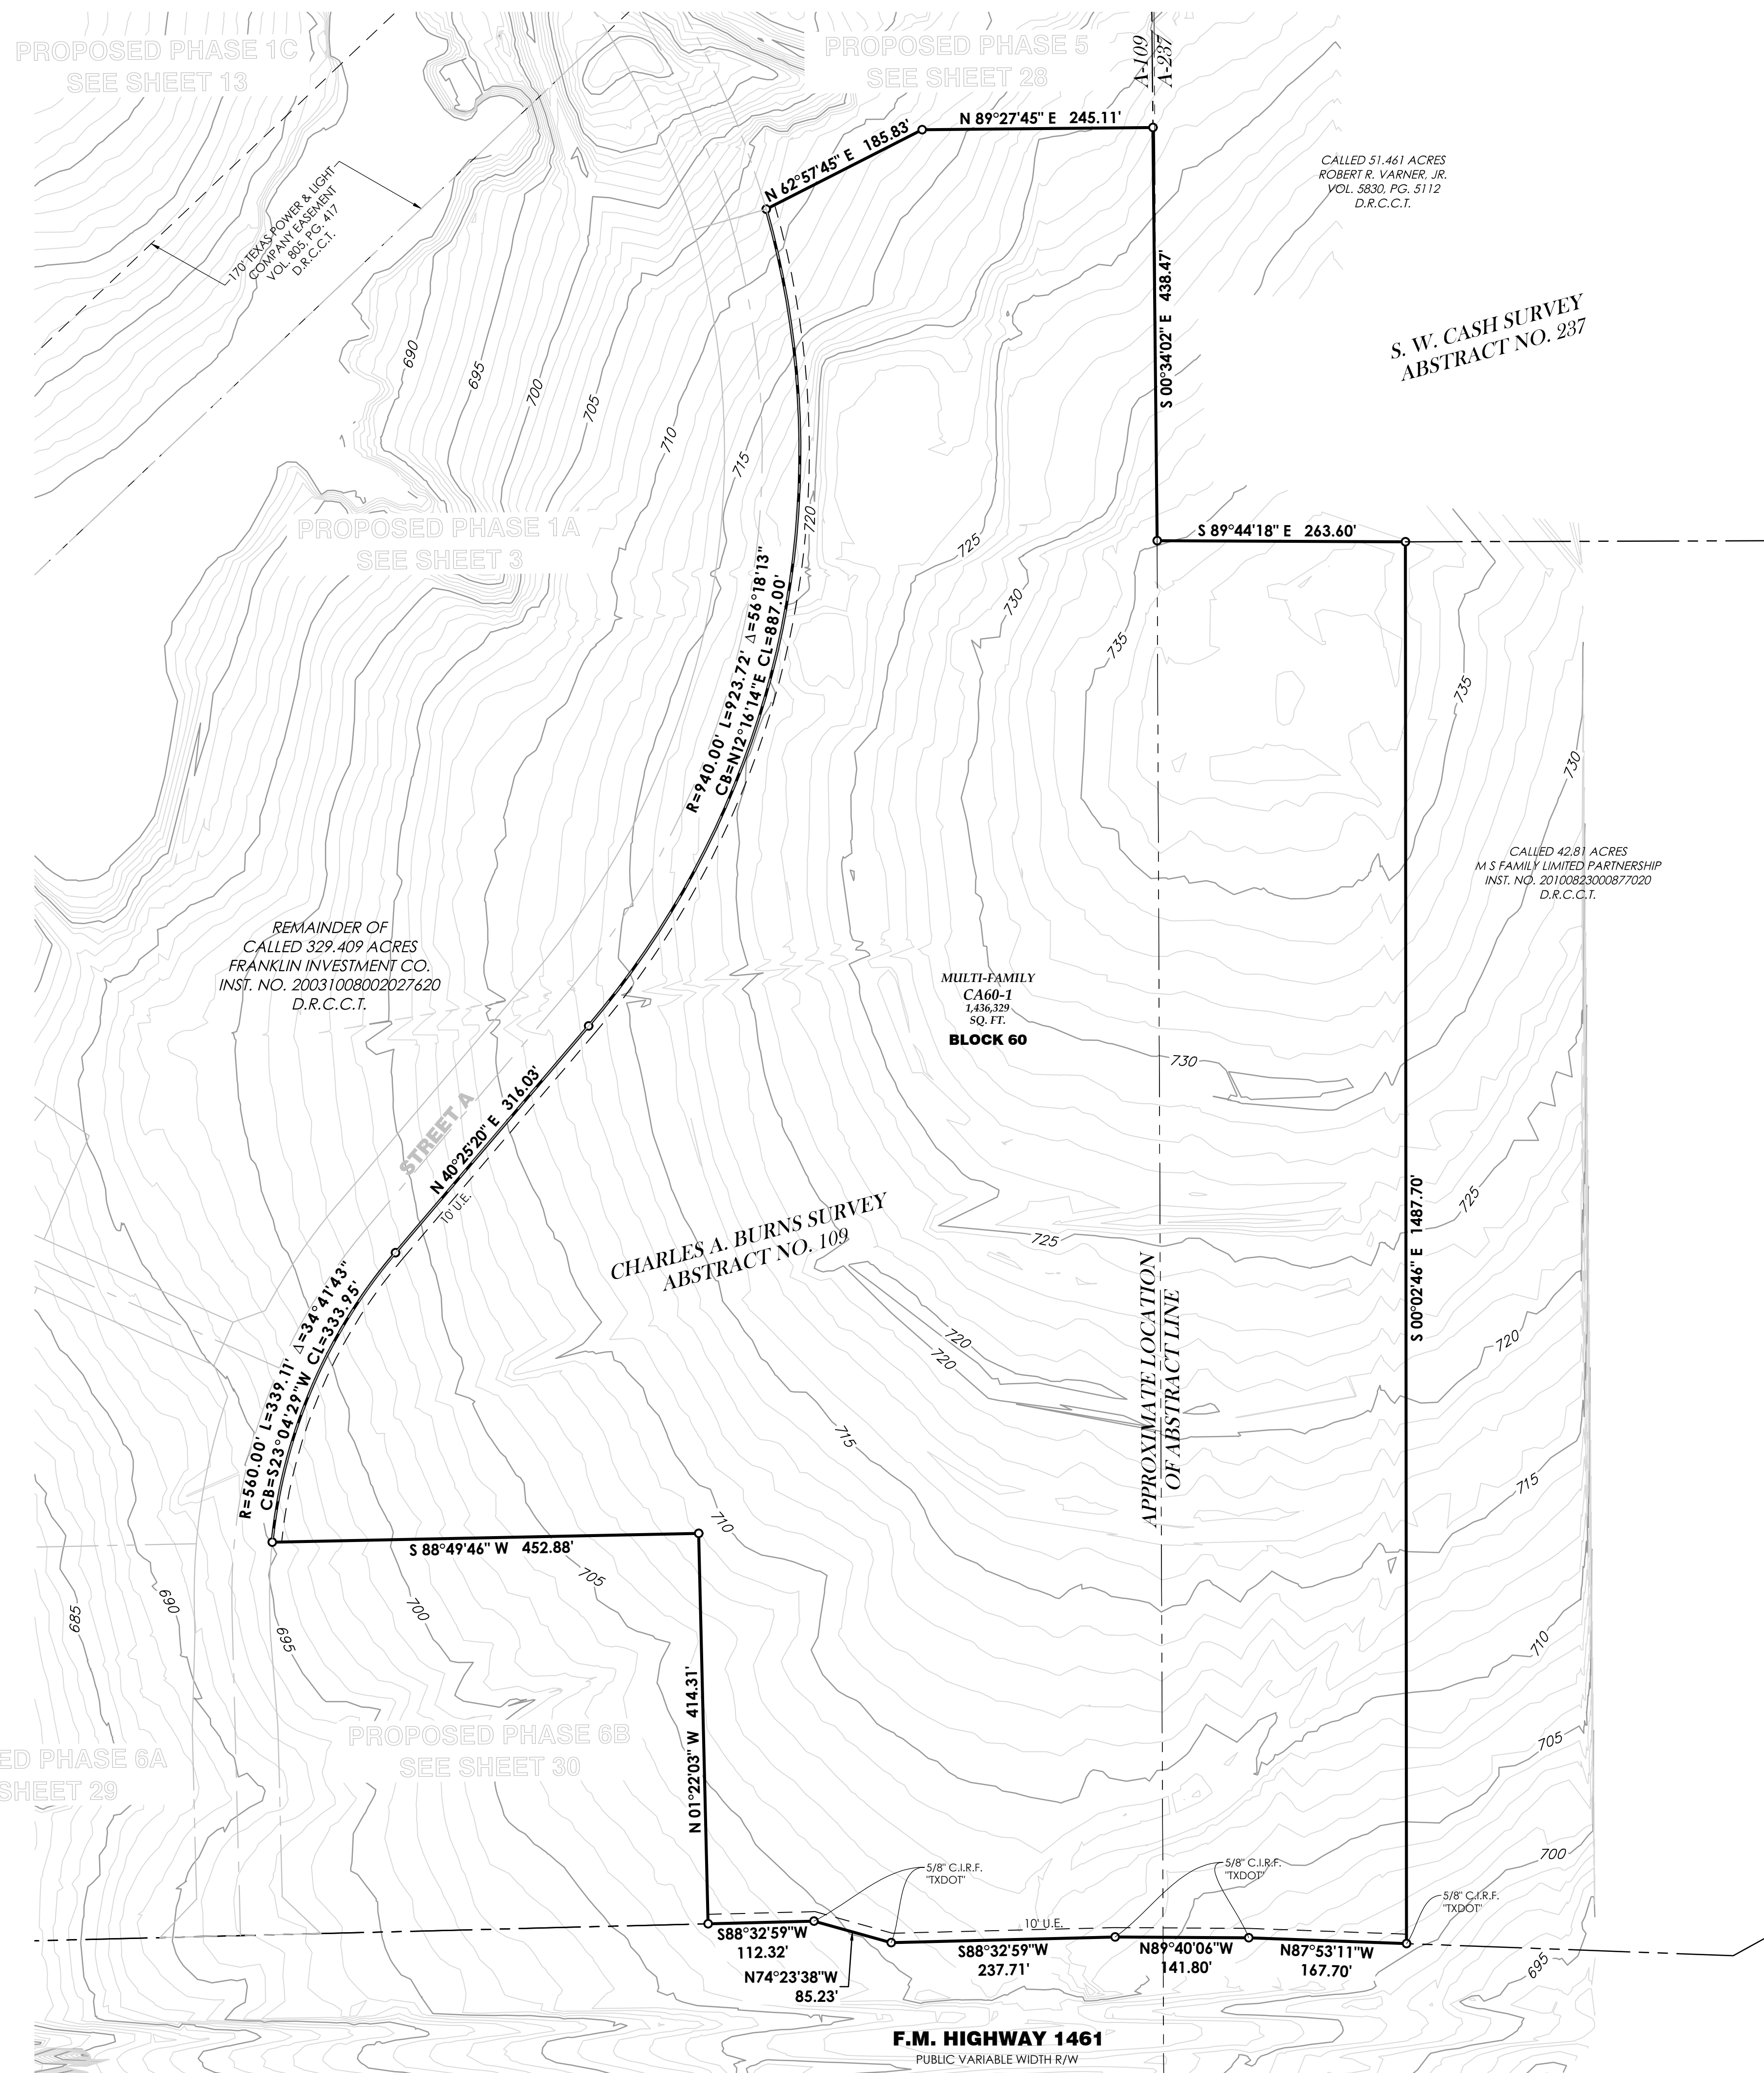 PROPOSED PHASE 1C
SEE SHEET 13
PROPOSED PHASE 5
SEE SHEET 28
A-109
A-237
N 89°27'45" E 245.11'
N 62°57'45" E 185.83'
170' TEXAS POWER & LIGHT
COMPANY EASEMENT
VOL. 805, PG. 417
D.R.C.C.T.
CALLED 51.461 ACRES
ROBERT R. VARNER, JR.
VOL. 5830, PG. 5112
D.R.C.C.T.
S 00°34'02" E 438.47'
S. W. CASH SURVEY
ABSTRACT NO. 237
690
695
700
705
710
715
720
725
730
735
PROPOSED PHASE 1A
SEE SHEET 3
S 89°44'18" E 263.60'
R=940.00' L=923.72' Δ=56°18'13"
CB=N12°16'14"E CL=887.00'
735
730
CALLED 42.81 ACRES
M S FAMILY LIMITED PARTNERSHIP
INST. NO. 20100823000877020
D.R.C.C.T.
REMAINDER OF
CALLED 329.409 ACRES
FRANKLIN INVESTMENT CO.
INST. NO. 20031008002027620
D.R.C.C.T.
MULTI-FAMILY
CA60-1
1,436,329
SQ. FT.
BLOCK 60
730
STREET A
N 40°25'20" E 316.03'
10' U.E.
CHARLES A. BURNS SURVEY
ABSTRACT NO. 109
725
725
S 00°02'46" E 1487.70'
APPROXIMATE LOCATION
OF ABSTRACT LINE
R=560.00' L=339.11' Δ=34°41'43"
CB=S23°04'29"W CL=333.95'
720
720
720
715
715
710
S 88°49'46" W 452.88'
705
700
695
690
685
710
705
700
695
N 01°22'03" W 414.31'
PROPOSED PHASE 6B
SEE SHEET 30
ED PHASE 6A
SHEET 29
5/8" C.I.R.F.
"TXDOT"
5/8" C.I.R.F.
"TXDOT"
5/8" C.I.R.F.
"TXDOT"
10' U.E.
S88°32'59"W
112.32'
N74°23'38"W
85.23'
S88°32'59"W
237.71'
N89°40'06"W
141.80'
N87°53'11"W
167.70'
F.M. HIGHWAY 1461
PUBLIC VARIABLE WIDTH R/W